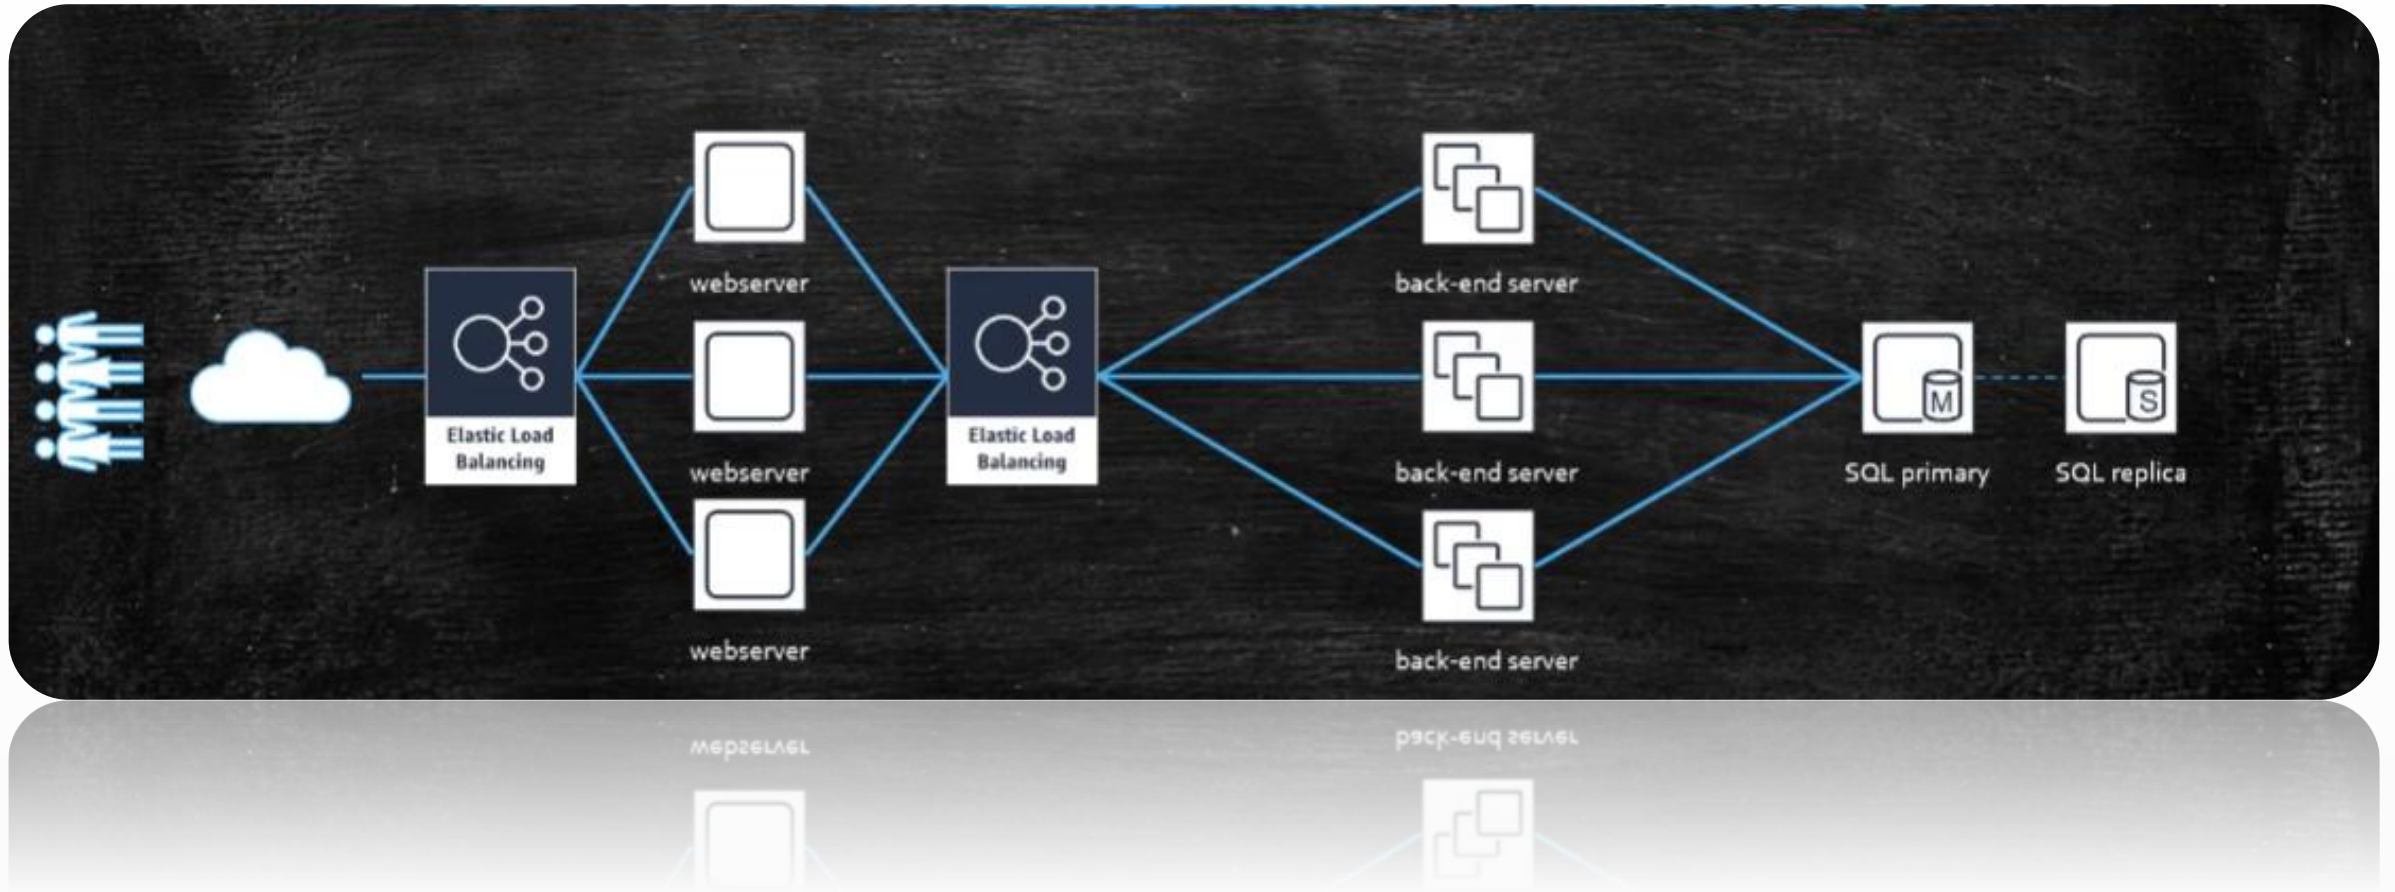 webserver
back-end server
Elastic Load
Balancing
Elastic Load
Balancing
webserver
back-end server
M
S
SQL primary
SQL replica
webserver
back-end server